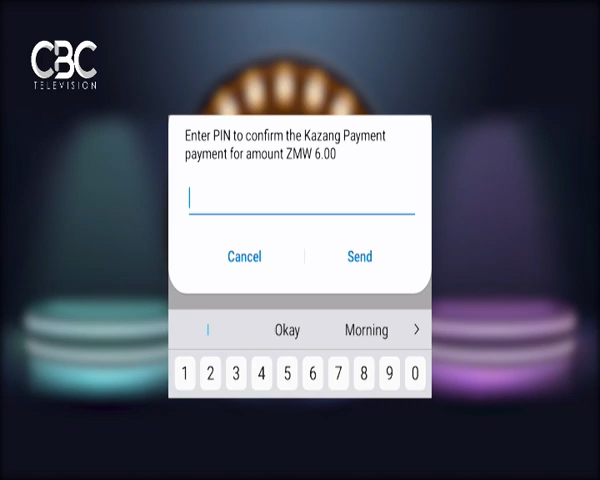 CBC
TELEVISION
Enter PIN to confirm the Kazang Payment
payment for amount ZMW 6.00
Cancel Send
I Okay Morning >
1 2 3 4 5 6 7 8 9 0